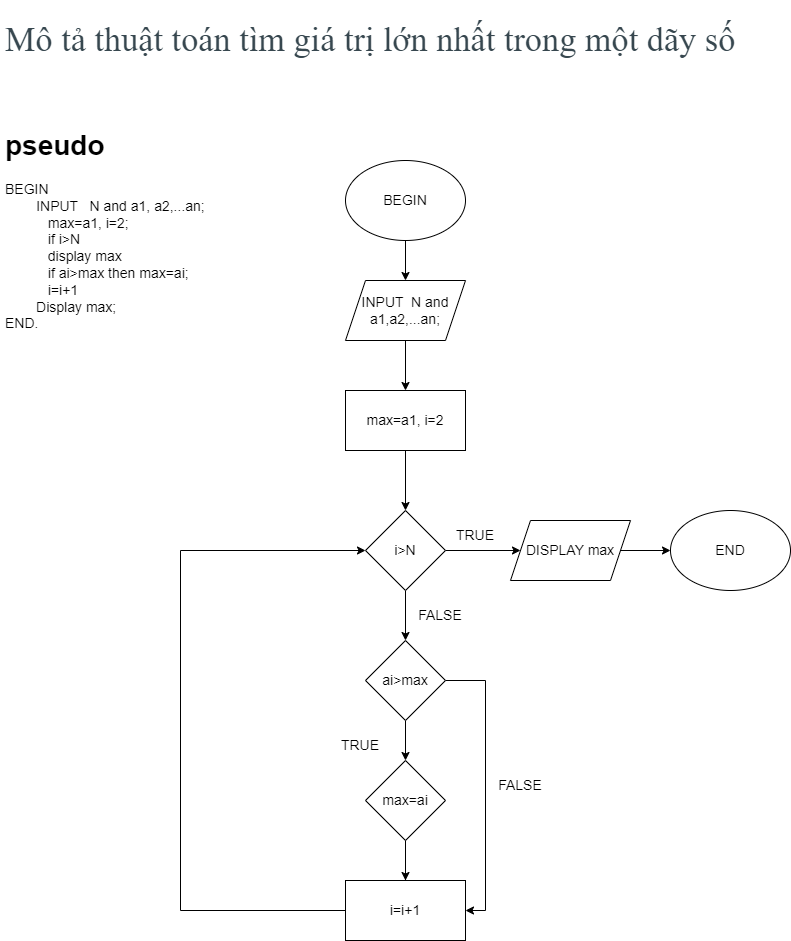 Mô tả thuật toán tìm giá trị lớn nhất trong một dãy số
pseudo
BEGIN
INPUT N and a1, a2,...an;
max=a1, i=2;
if i>N
display max
if ai>max then max=ai;
i=i+1
Display max;
END.
BEGIN
INPUT N and
a1,a2,...an;
max=a1, i=2
i>N
TRUE
DISPLAY max
END
FALSE
ai>max
TRUE
FALSE
max=ai
i=i+1